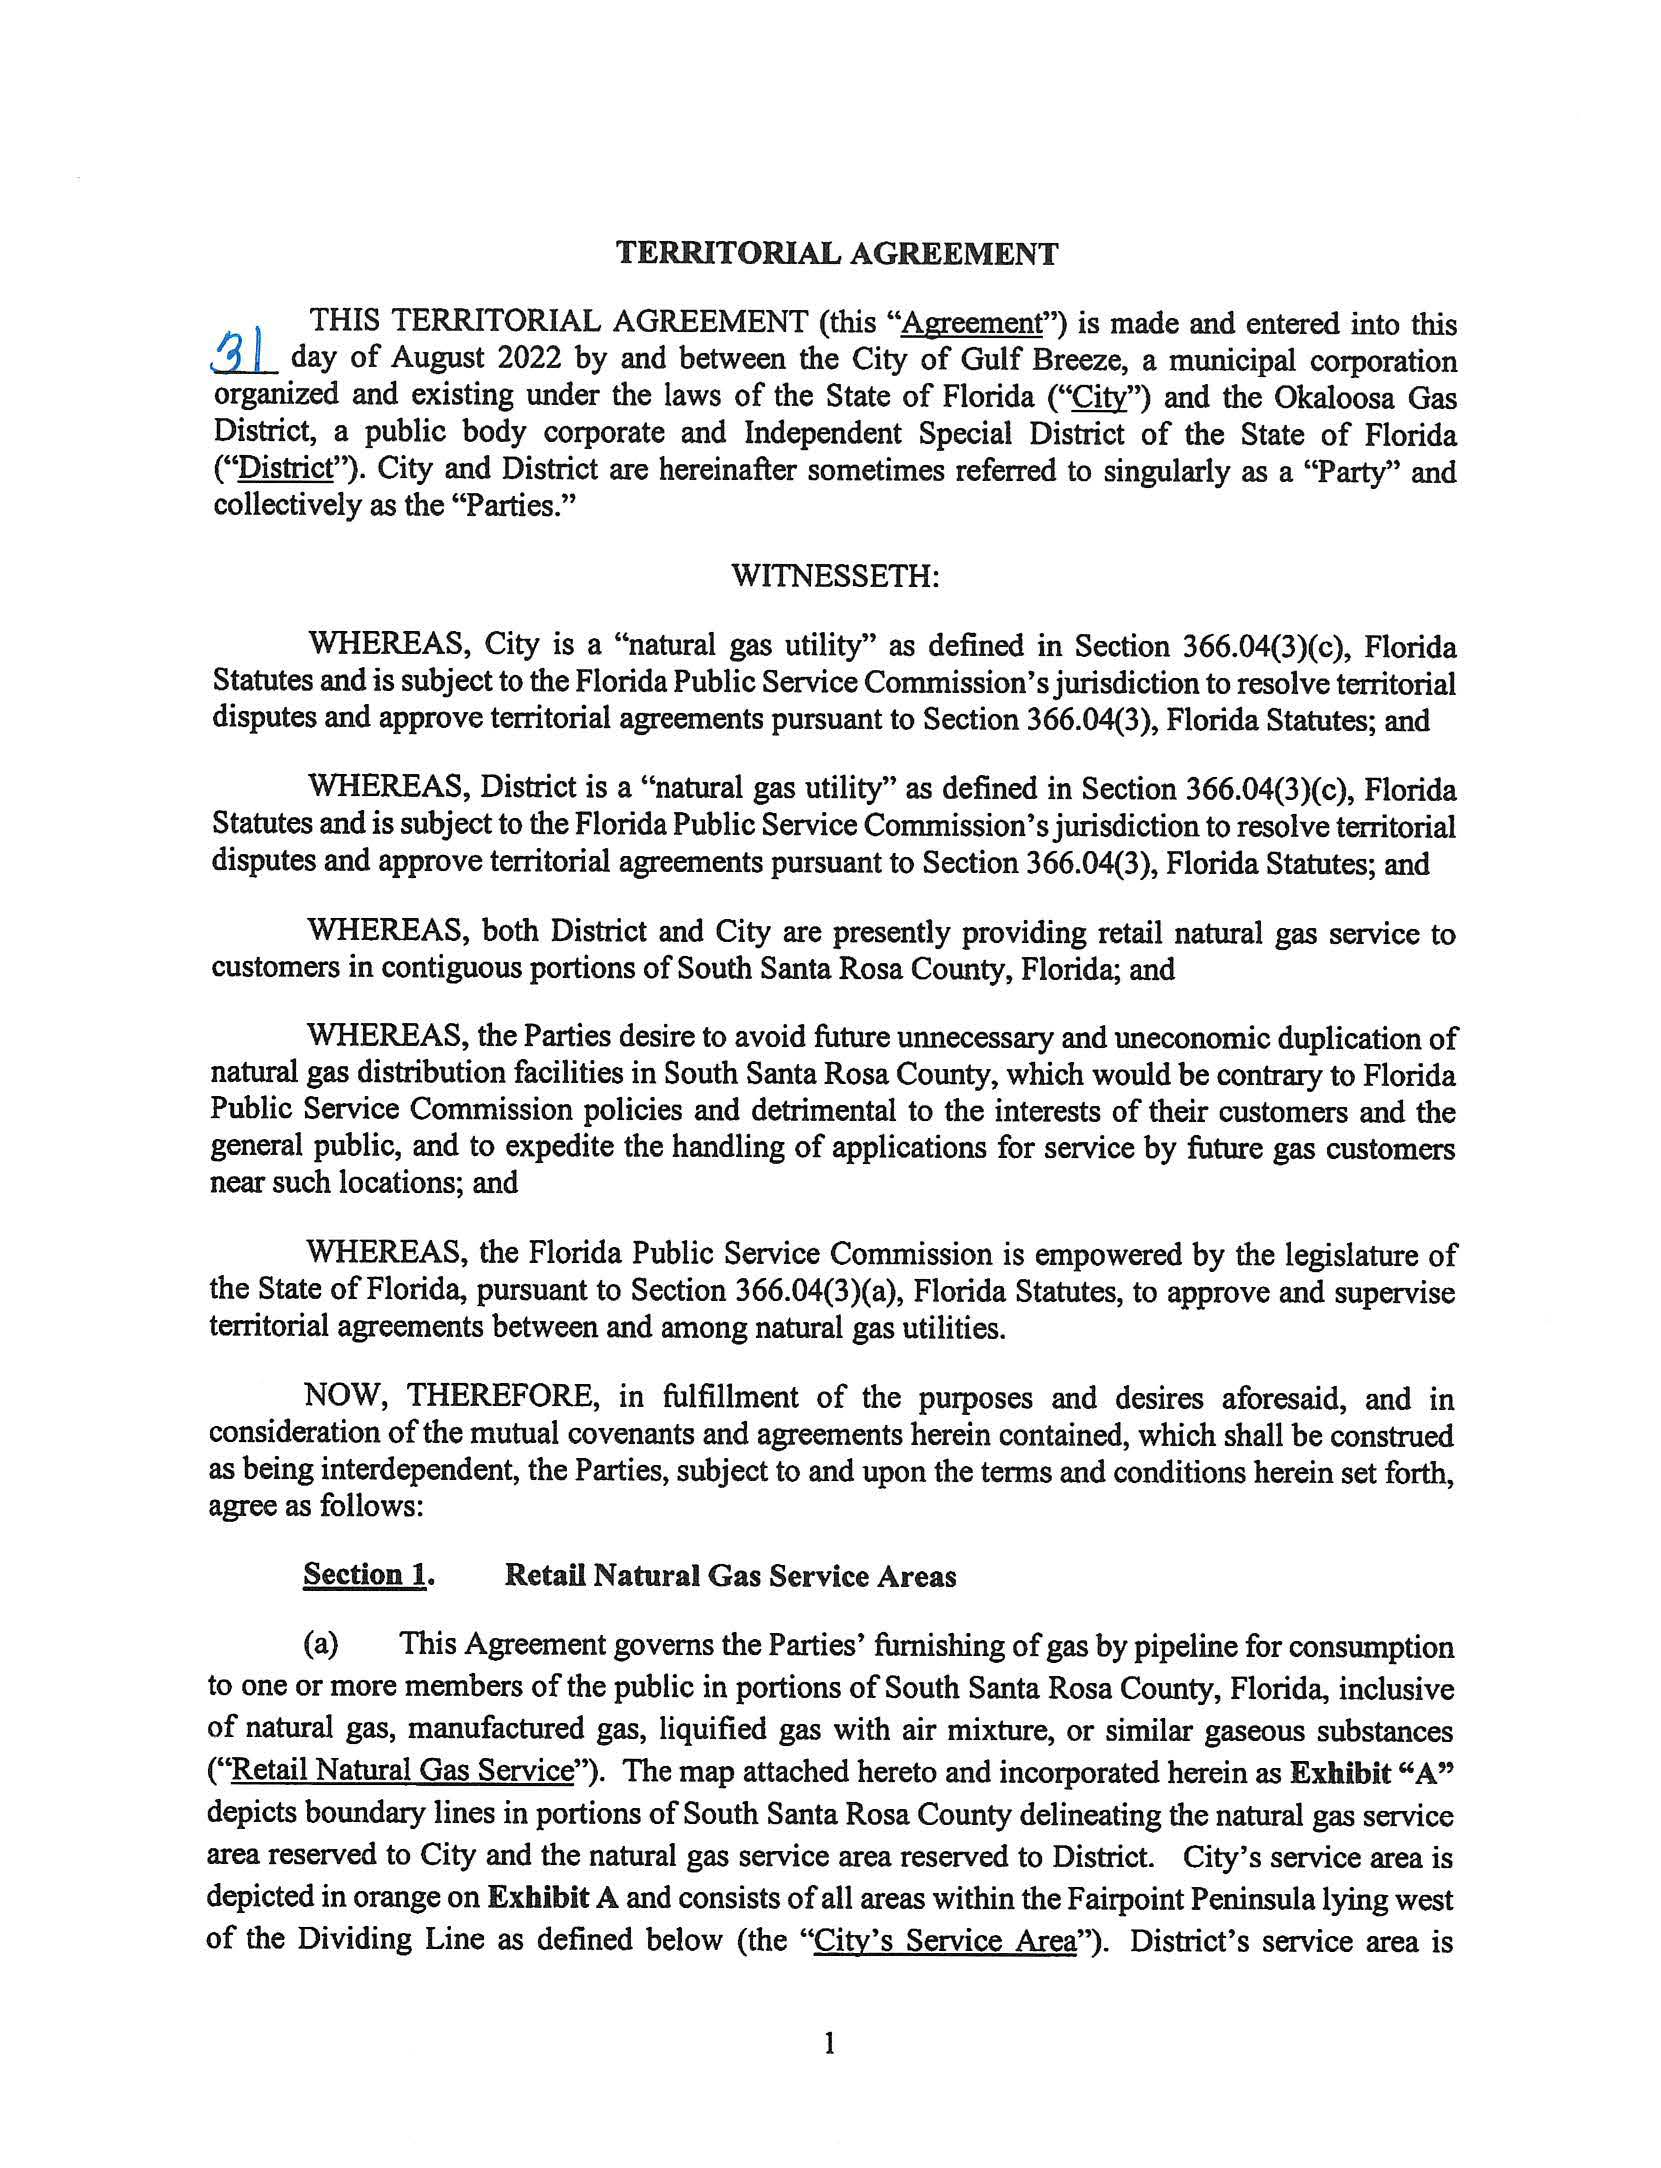 TERRITORIAL AGREEMENT
THIS TERRITORIAL AGREEMENT (this “Agreement”) is made and entered into this
31 day of August 2022 by and between the City of Gulf Breeze, a municipal corporation
organized and existing under the laws of the State of Florida (“City”) and the Okaloosa Gas
District, a public body corporate and Independent Special District of the State of Florida
(“District”). City and District are hereinafter sometimes referred to singularly as a “Party” and
collectively as the “Parties.”
WITNESSETH:
WHEREAS, City is a “natural gas utility” as defined in Section 366.04(3)(c), Florida
Statutes and is subject to the Florida Public Service Commission’s jurisdiction to resolve territorial
disputes and approve territorial agreements pursuant to Section 366.04(3), Florida Statutes; and
WHEREAS, District is a “natural gas utility” as defined in Section 366.04(3)(c), Florida
Statutes and is subject to the Florida Public Service Commission’s jurisdiction to resolve territorial
disputes and approve territorial agreements pursuant to Section 366.04(3), Florida Statutes; and
WHEREAS, both District and City are presently providing retail natural gas service to
customers in contiguous portions of South Santa Rosa County, Florida; and
WHEREAS, the Parties desire to avoid future unnecessary and uneconomic duplication of
natural gas distribution facilities in South Santa Rosa County, which would be contrary to Florida
Public Service Commission policies and detrimental to the interests of their customers and the
general public, and to expedite the handling of applications for service by future gas customers
near such locations; and
WHEREAS, the Florida Public Service Commission is empowered by the legislature of
the State of Florida, pursuant to Section 366.04(3)(a), Florida Statutes, to approve and supervise
territorial agreements between and among natural gas utilities.
NOW, THEREFORE, in fulfillment of the purposes and desires aforesaid, and in
consideration of the mutual covenants and agreements herein contained, which shall be construed
as being interdependent, the Parties, subject to and upon the terms and conditions herein set forth,
agree as follows:
Section 1. Retail Natural Gas Service Areas
(a) This Agreement governs the Parties’ furnishing of gas by pipeline for consumption
to one or more members of the public in portions of South Santa Rosa County, Florida, inclusive
of natural gas, manufactured gas, liquified gas with air mixture, or similar gaseous substances
(“Retail Natural Gas Service”). The map attached hereto and incorporated herein as Exhibit “A”
depicts boundary lines in portions of South Santa Rosa County delineating the natural gas service
area reserved to City and the natural gas service area reserved to District. City’s service area is
depicted in orange on Exhibit A and consists of all areas within the Fairpoint Peninsula lying west
of the Dividing Line as defined below (the “City’s Service Area”). District’s service area is
1